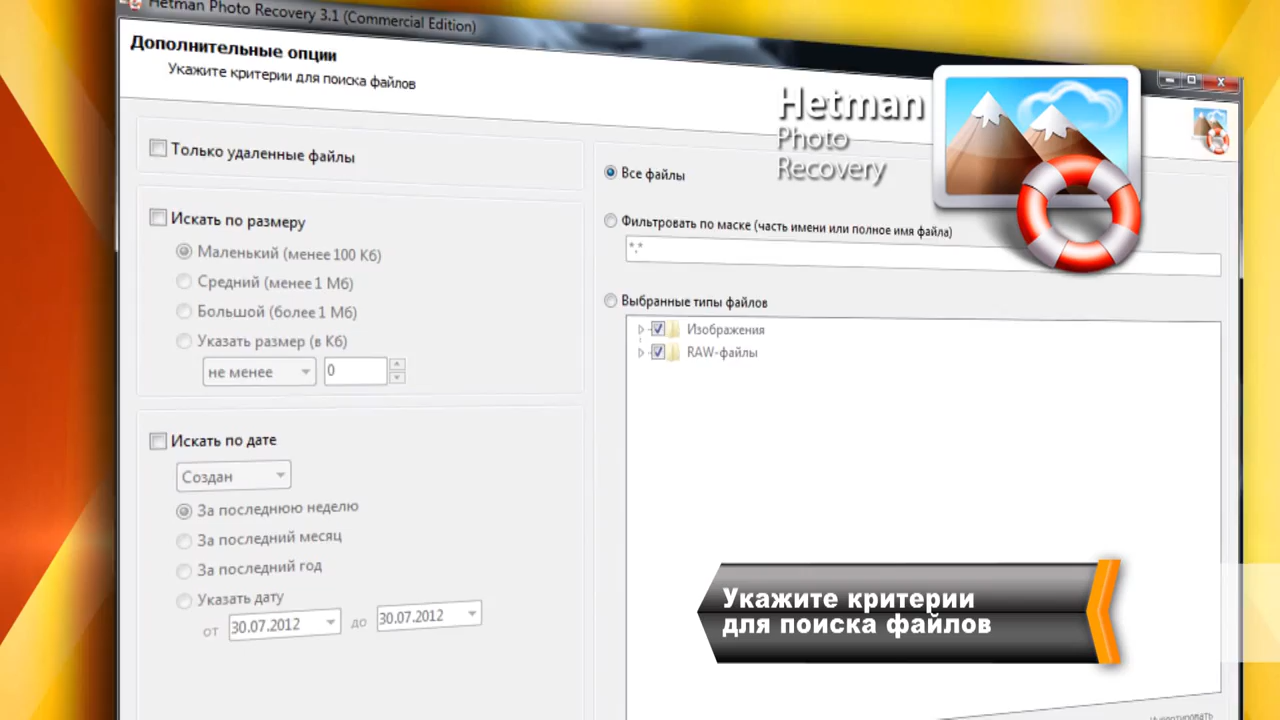 Hetman Photo Recovery 3.1 (Commercial Edition)
Дополнительные опции
Укажите критерии для поиска файлов
Hetman
Photo
Recovery
Только удаленные файлы
Искать по размеру
Маленький (менее 100 Кб)
Средний (менее 1 Мб)
Большой (более 1 Мб)
Указать размер (в Кб)
не менее
0
Искать по дате
Создан
За последнюю неделю
За последний месяц
За последний год
Указать дату
от 30.07.2012 до 30.07.2012
Все файлы
Фильтровать по маске (часть имени или полное имя файла)
*.*
Выбранные типы файлов
Изображения
RAW-файлы
Укажите критерии
для поиска файлов